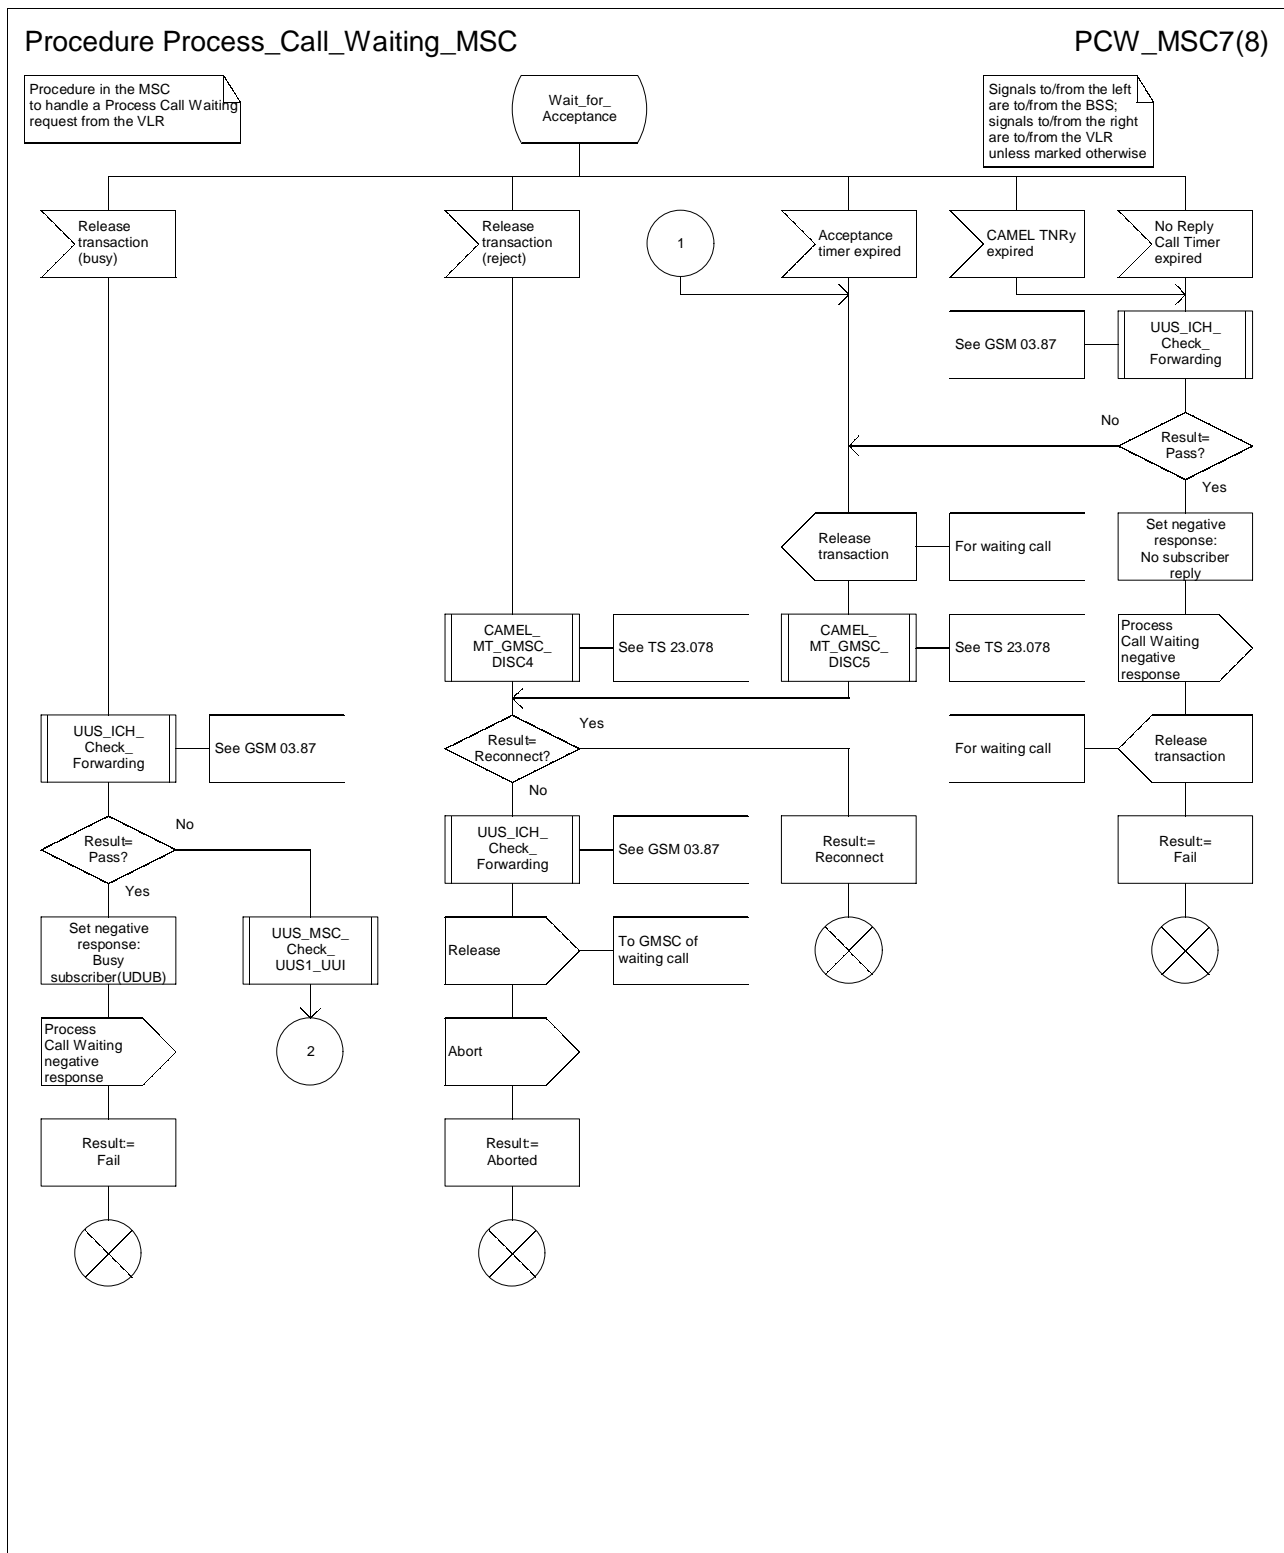 Procedure Process_Call_Waiting_MSC
PCW_MSC7(8)
Procedure in the MSC
to handle a Process Call Waiting
request from the VLR
Wait_for_
Acceptance
Signals to/from the left
are to/from the BSS;
signals to/from the right
are to/from the VLR
unless marked otherwise
Release
transaction
(busy)
Release
transaction
(reject)
1
Acceptance
timer expired
CAMEL TNRy
expired
No Reply
Call Timer
expired
See GSM 03.87
UUS_ICH_
Check_
Forwarding
No
Result=
Pass?
Yes
Release
transaction
For waiting call
Set negative
response:
No subscriber
reply
CAMEL_
MT_GMSC_
DISC4
See TS 23.078
CAMEL_
MT_GMSC_
DISC5
See TS 23.078
Process
Call Waiting
negative
response
UUS_ICH_
Check_
Forwarding
See GSM 03.87
Result=
Reconnect?
Yes
No
For waiting call
Release
transaction
Result=
Pass?
No
Yes
UUS_ICH_
Check_
Forwarding
See GSM 03.87
Result:=
Reconnect
Result:=
Fail
Set negative
response:
Busy
subscriber(UDUB)
UUS_MSC_
Check_
UUS1_UUI
Release
To GMSC of
waiting call
Process
Call Waiting
negative
response
2
Abort
Result:=
Fail
Result:=
Aborted